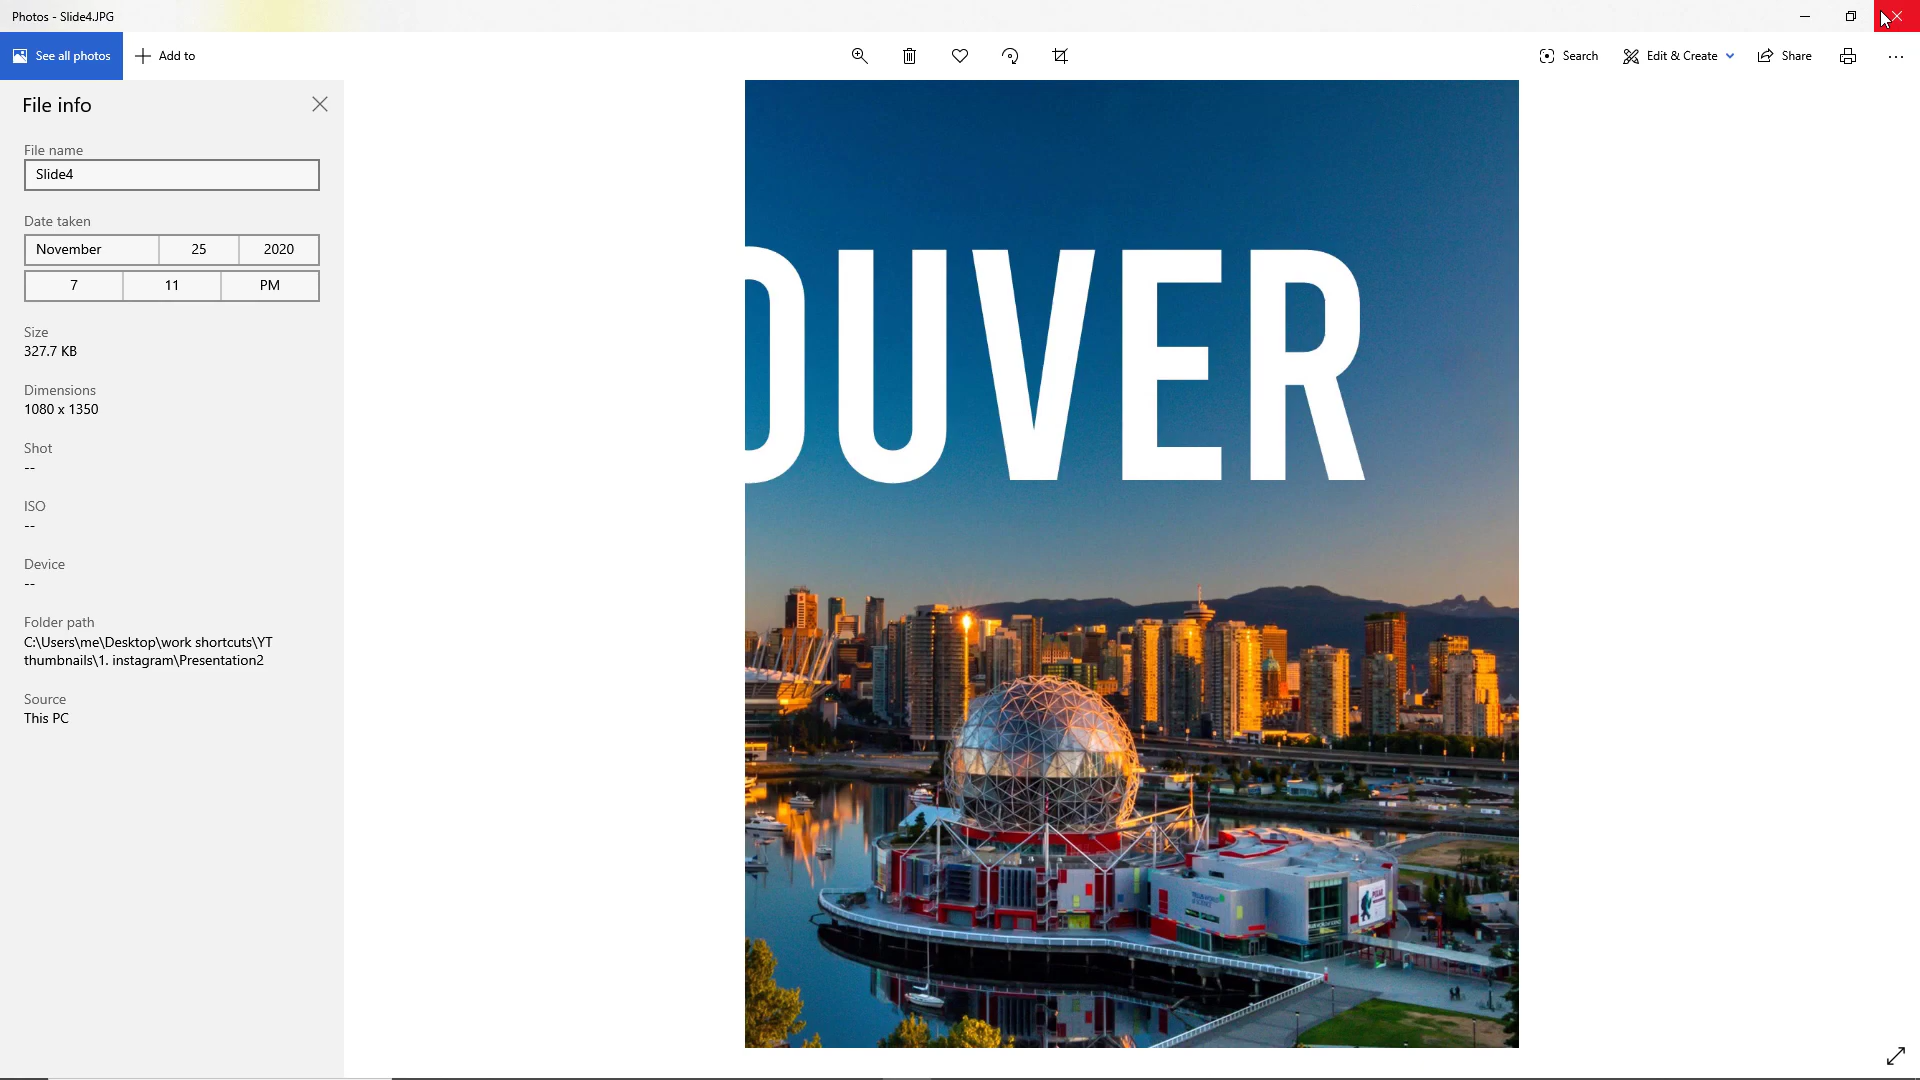 Photos - Slide4.JPG
See all photos
Add to
Search
Edit & Create
Share
File info
File name
Slide4
Date taken
November 25 2020
7 11 PM
Size
327.7 KB
Dimensions
1080 x 1350
Shot
--
ISO
--
Device
--
Folder path
C:\Users\me\Desktop\work shortcuts\YT
thumbnails\1. instagram\Presentation2
Source
This PC
OUVER